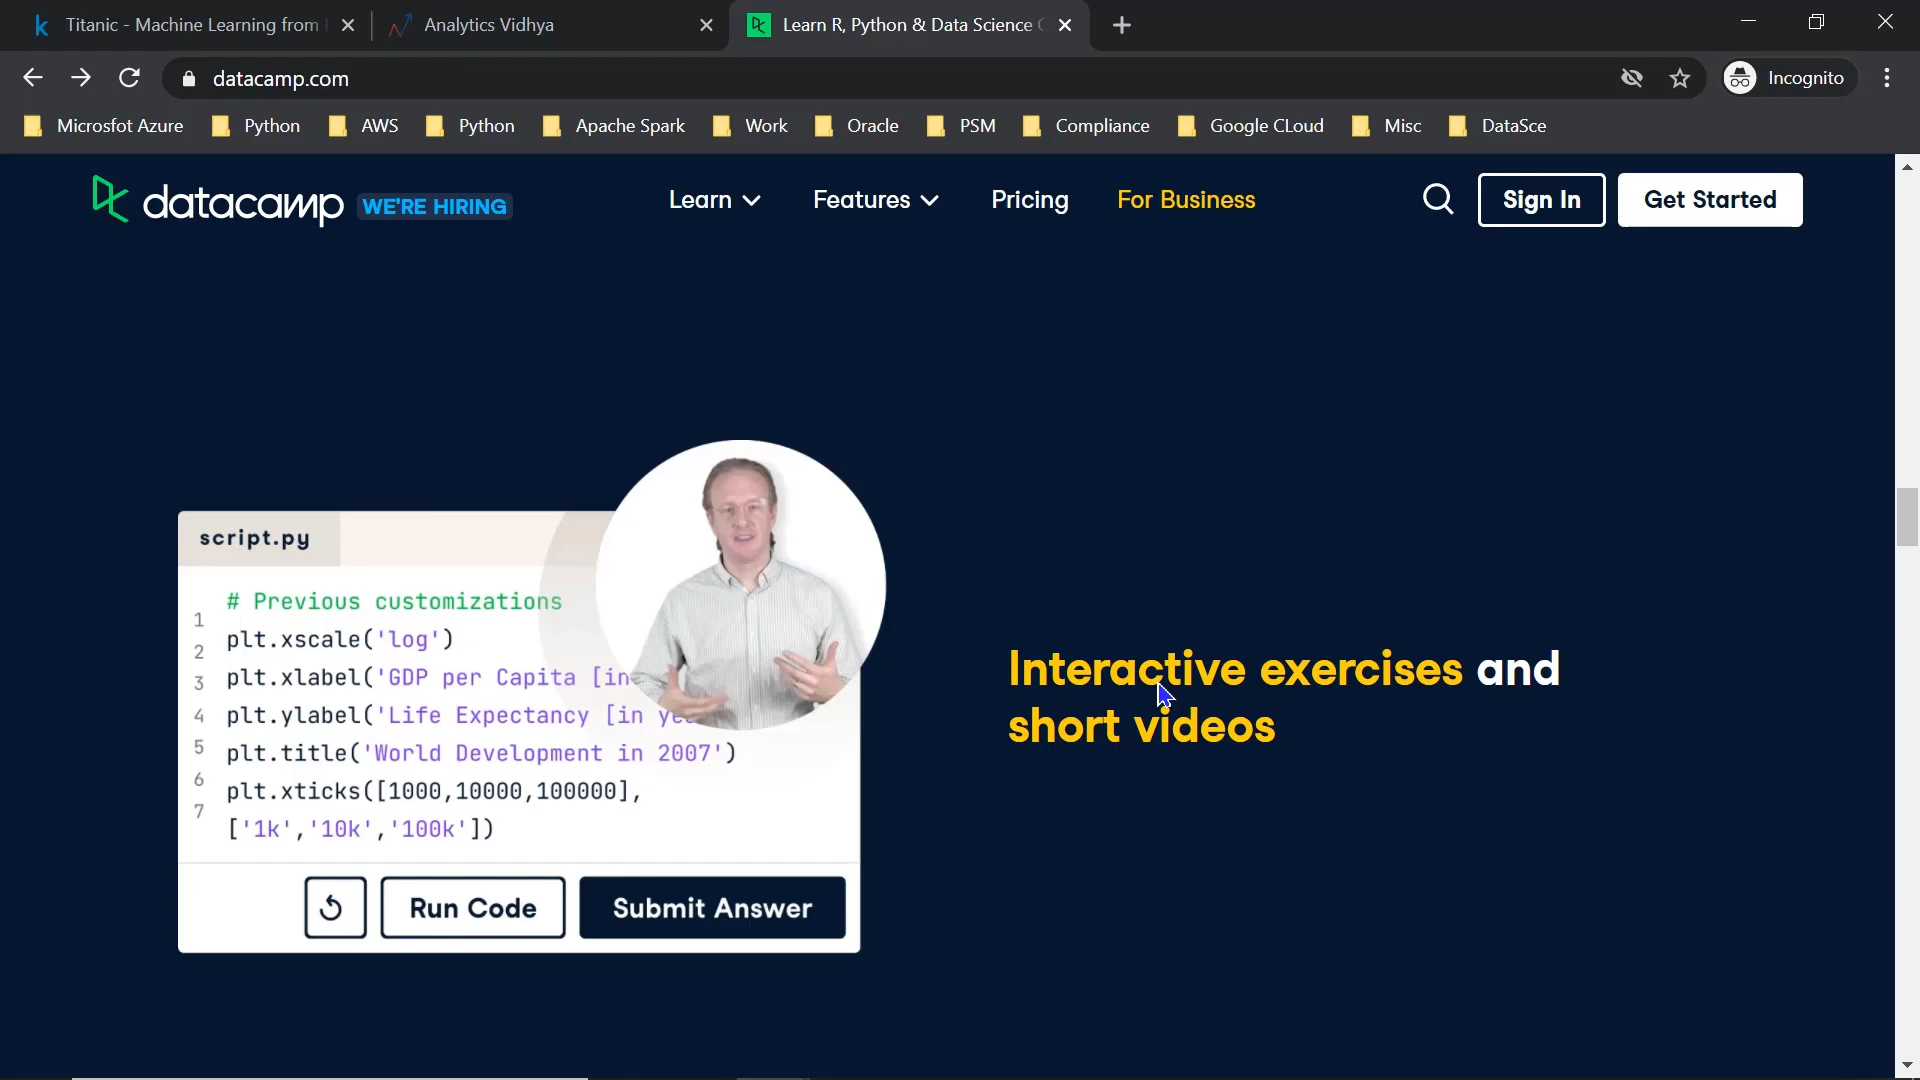 Titanic - Machine Learning from
Analytics Vidhya
Learn R, Python & Data Science
datacamp.com
Incognito
Microsfot Azure
Python
AWS
Python
Apache Spark
Work
Oracle
PSM
Compliance
Google CLoud
Misc
DataSce
datacamp
WE'RE HIRING
Learn
Features
Pricing
For Business
Sign In
Get Started
script.py
# Previous customizations
1
plt.xscale('log')
2
plt.xlabel('GDP per Capita [in
3
plt.ylabel('Life Expectancy [in
4
plt.title('World Development in 2007')
5
plt.xticks([1000,10000,100000],
6
['1k','10k','100k'])
7
Run Code
Submit Answer
Interactive exercises and
short videos